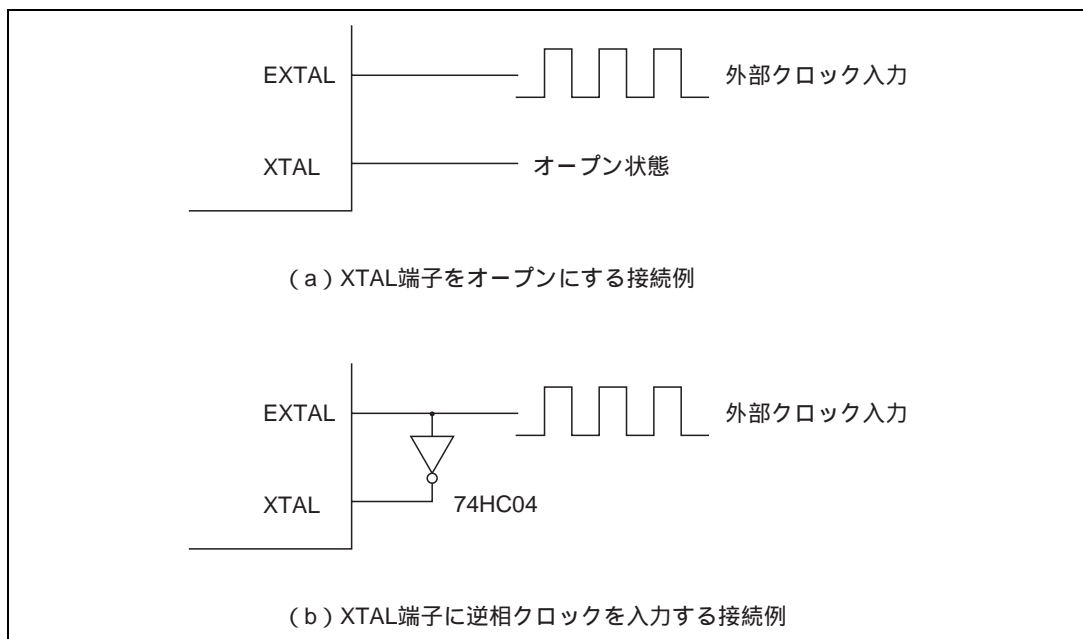 EXTAL 外部クロック入力
XTAL オープン状態
（a）XTAL端子をオープンにする接続例
EXTAL 外部クロック入力
XTAL 74HC04
（b）XTAL端子に逆相クロックを入力する接続例